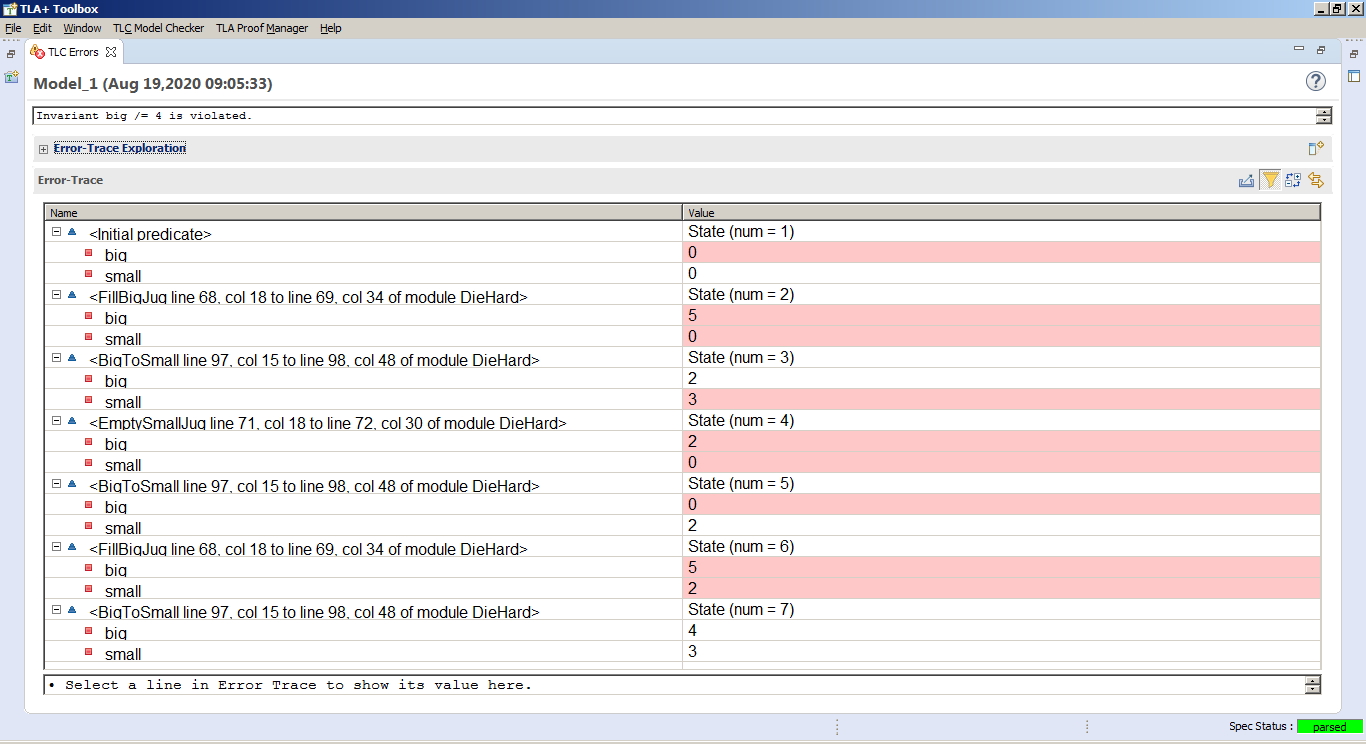 TLA+ Toolbox
File Edit Window TLC Model Checker TLA Proof Manager Help
TLC Errors
Model_1 (Aug 19,2020 09:05:33)
Invariant big /= 4 is violated.
Error-Trace Exploration
Error-Trace
Name Value
<Initial predicate> State (num = 1)
big 0
small 0
<FillBigJug line 68, col 18 to line 69, col 34 of module DieHard> State (num = 2)
big 5
small 0
<BigToSmall line 97, col 15 to line 98, col 48 of module DieHard> State (num = 3)
big 2
small 3
<EmptySmallJug line 71, col 18 to line 72, col 30 of module DieHard> State (num = 4)
big 2
small 0
<BigToSmall line 97, col 15 to line 98, col 48 of module DieHard> State (num = 5)
big 0
small 2
<FillBigJug line 68, col 18 to line 69, col 34 of module DieHard> State (num = 6)
big 5
small 2
<BigToSmall line 97, col 15 to line 98, col 48 of module DieHard> State (num = 7)
big 4
small 3
• Select a line in Error Trace to show its value here.
Spec Status : parsed